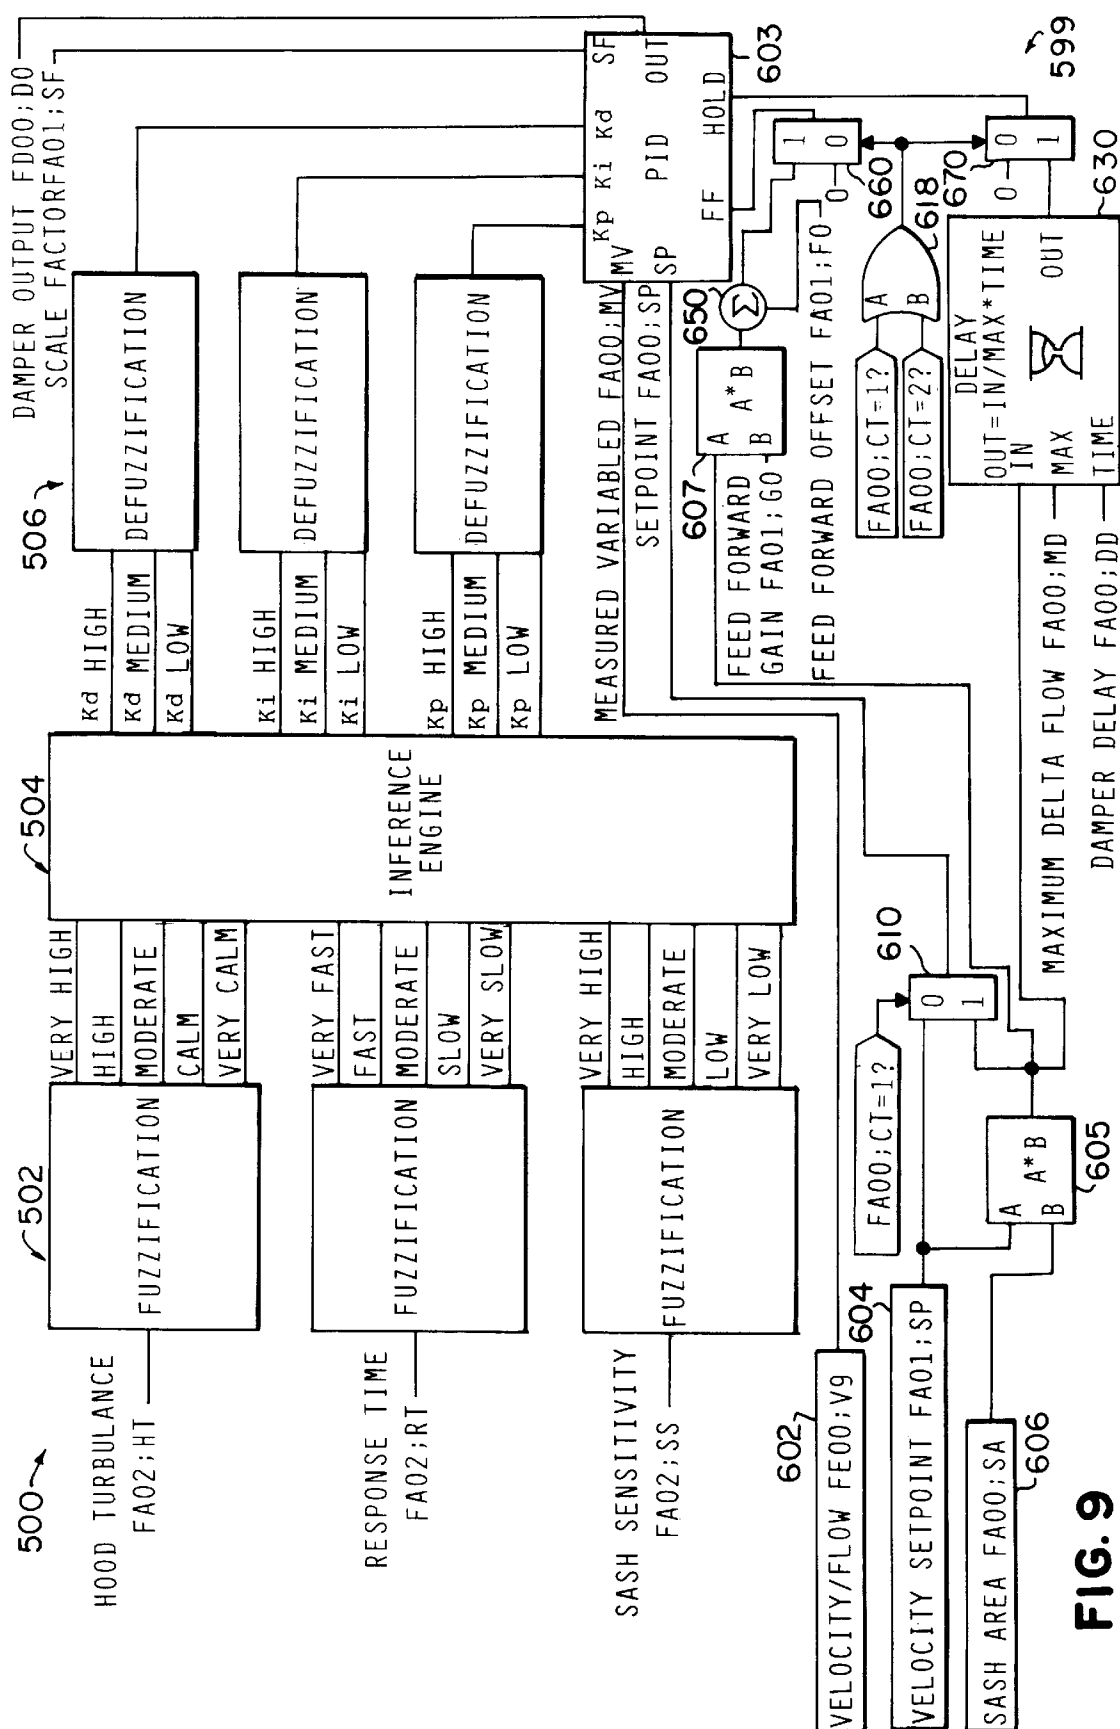 500
HOOD TURBULANCE
FA02;HT
RESPONSE TIME
FA02;RT
SASH SENSITIVITY
FA02;SS
502
FUZZIFICATION
FUZZIFICATION
FUZZIFICATION
VERY HIGH
HIGH
MODERATE
CALM
VERY CALM
VERY FAST
FAST
MODERATE
SLOW
VERY SLOW
VERY HIGH
HIGH
MODERATE
LOW
VERY LOW
504
INFERENCE
ENGINE
Kd HIGH
Kd MEDIUM
Kd LOW
Ki HIGH
Ki MEDIUM
Ki LOW
Kp HIGH
Kp MEDIUM
Kp LOW
506
DEFUZZIFICATION
DEFUZZIFICATION
DEFUZZIFICATION
DAMPER OUTPUT FD00;DO
SCALE FACTORFA01;SF
MEASURED VARIABLED FA00;MV
SETPOINT FA00;SP
Kp Ki Kd SF
MV
SP
PID
OUT
FF
HOLD
603
602
VELOCITY/FLOW FE00;V9
604
VELOCITY SETPOINT FA01;SP
SASH AREA FA00;SA
606
FA00;CT=1?
610
0
1
A
A*B
B
605
607
A
A*B
B
FEED FORWARD
GAIN FA01;GO
650
Σ
FEED FORWARD OFFSET FA01;FO
1
0
0
660
FA00;CT=1?
FA00;CT=2?
A
B
618
670
0
0
1
DELAY
OUT=IN/MAX*TIME
IN
MAX
TIME
OUT
630
MAXIMUM DELTA FLOW FA00;MD
DAMPER DELAY FA00;DD
599
FIG. 9